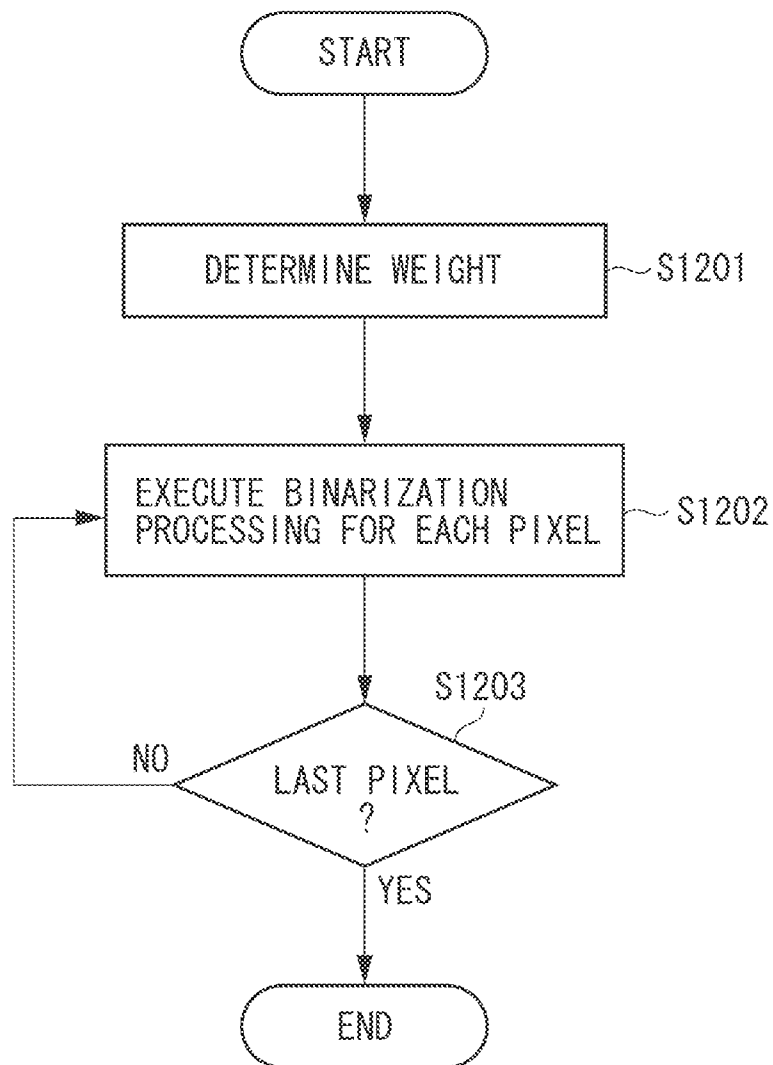 START
DETERMINE WEIGHT
S1201
EXECUTE BINARIZATION
PROCESSING FOR EACH PIXEL
S1202
S1203
NO
LAST PIXEL
?
YES
END